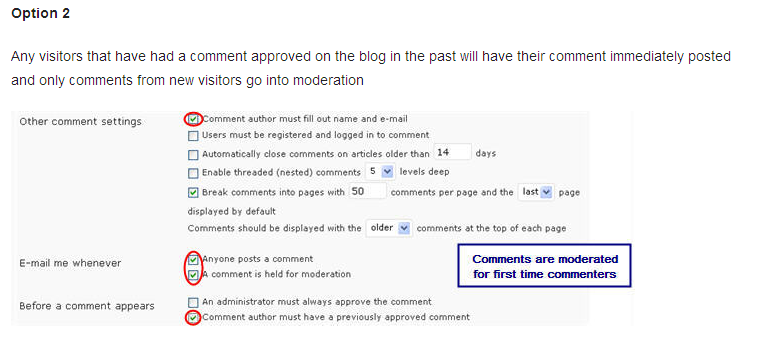 Option 2
Any visitors that have had a comment approved on the blog in the past will have their comment immediately posted
and only comments from new visitors go into moderation
Other comment settings
Comment author must fill out name and e-mail
Users must be registered and logged in to comment
Automatically close comments on articles older than 14 days
Enable threaded (nested) comments 5 levels deep
Break comments into pages with 50 comments per page and the last page
displayed by default
Comments should be displayed with the older comments at the top of each page
E-mail me whenever
Anyone posts a comment
A comment is held for moderation
Comments are moderated
for first time commenters
Before a comment appears
An administrator must always approve the comment
Comment author must have a previously approved comment